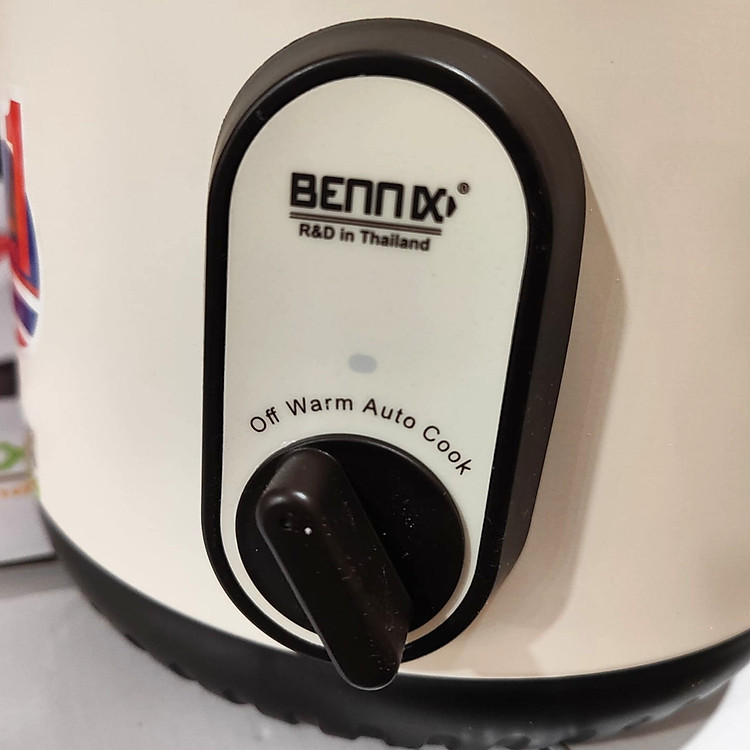 BENNIX®
R&D in Thailand
Off Warm Auto Cook